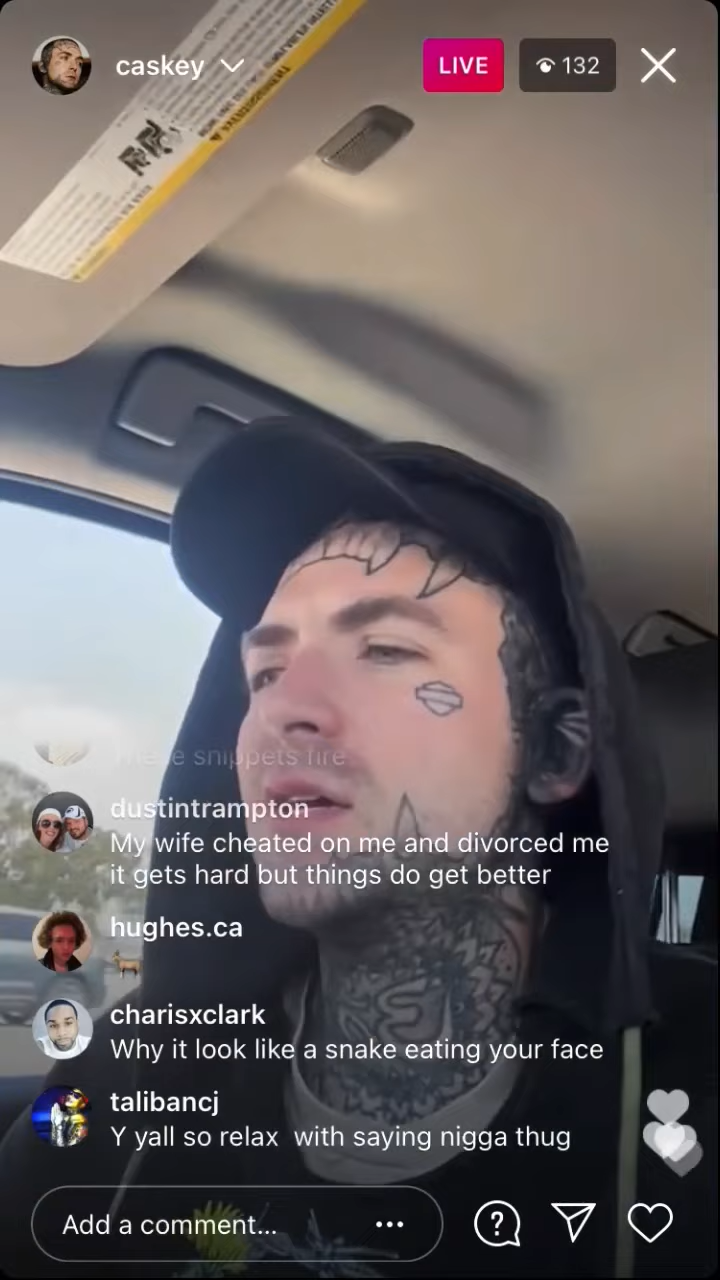 caskey
LIVE
132
snippets fire
dustintrampton
My wife cheated on me and divorced me
it gets hard but things do get better
hughes.ca
charisxclark
Why it look like a snake eating your face
talibancj
Y yall so relax  with saying nigga thug
Add a comment...